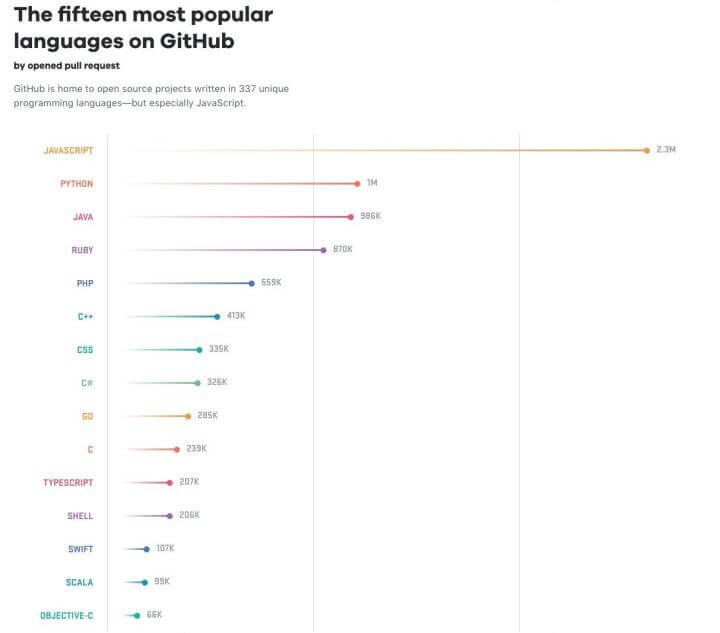 The fifteen most popular
languages on GitHub
by opened pull request
GitHub is home to open source projects written in 337 unique
programming languages—but especially JavaScript.
JAVASCRIPT 2.3M
PYTHON 1M
JAVA 986K
RUBY 870K
PHP 559K
C++ 413K
CSS 335K
C# 326K
GO 285K
C 239K
TYPESCRIPT 207K
SHELL 206K
SWIFT 107K
SCALA 99K
OBJECTIVE-C 66K